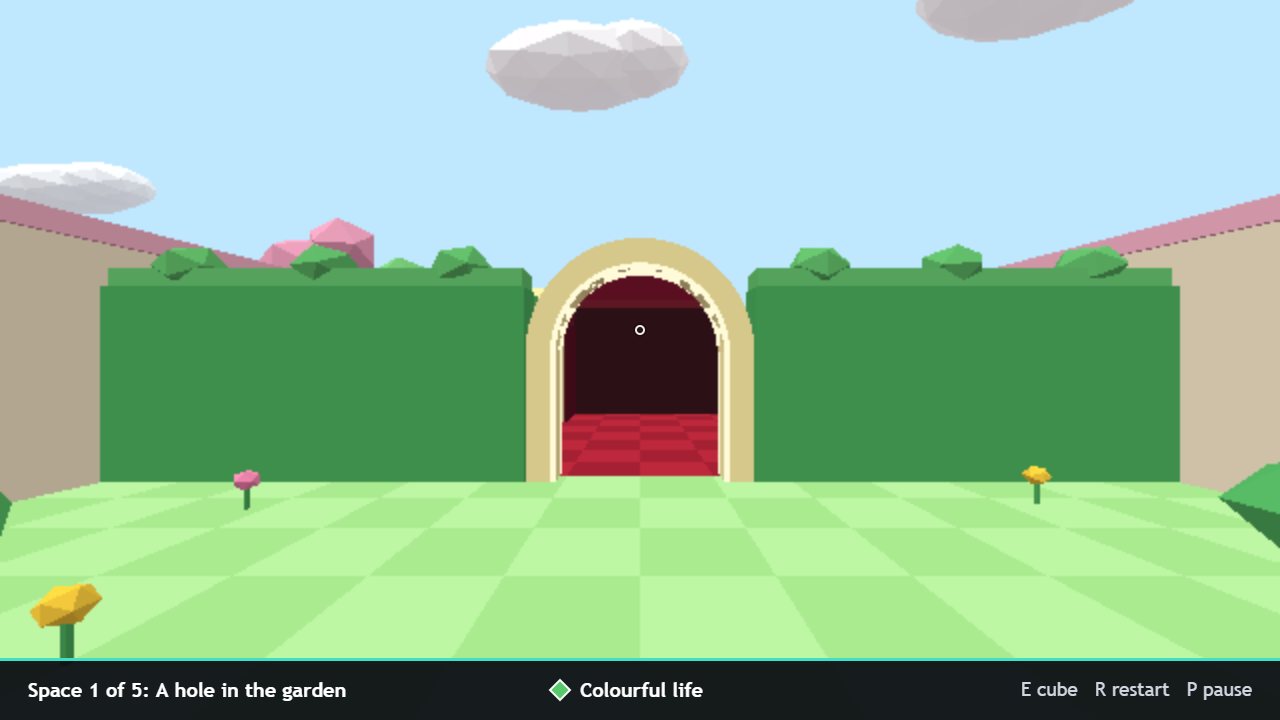 Space 1 of 5: A hole in the garden
Colourful life
E cube R restart P pause